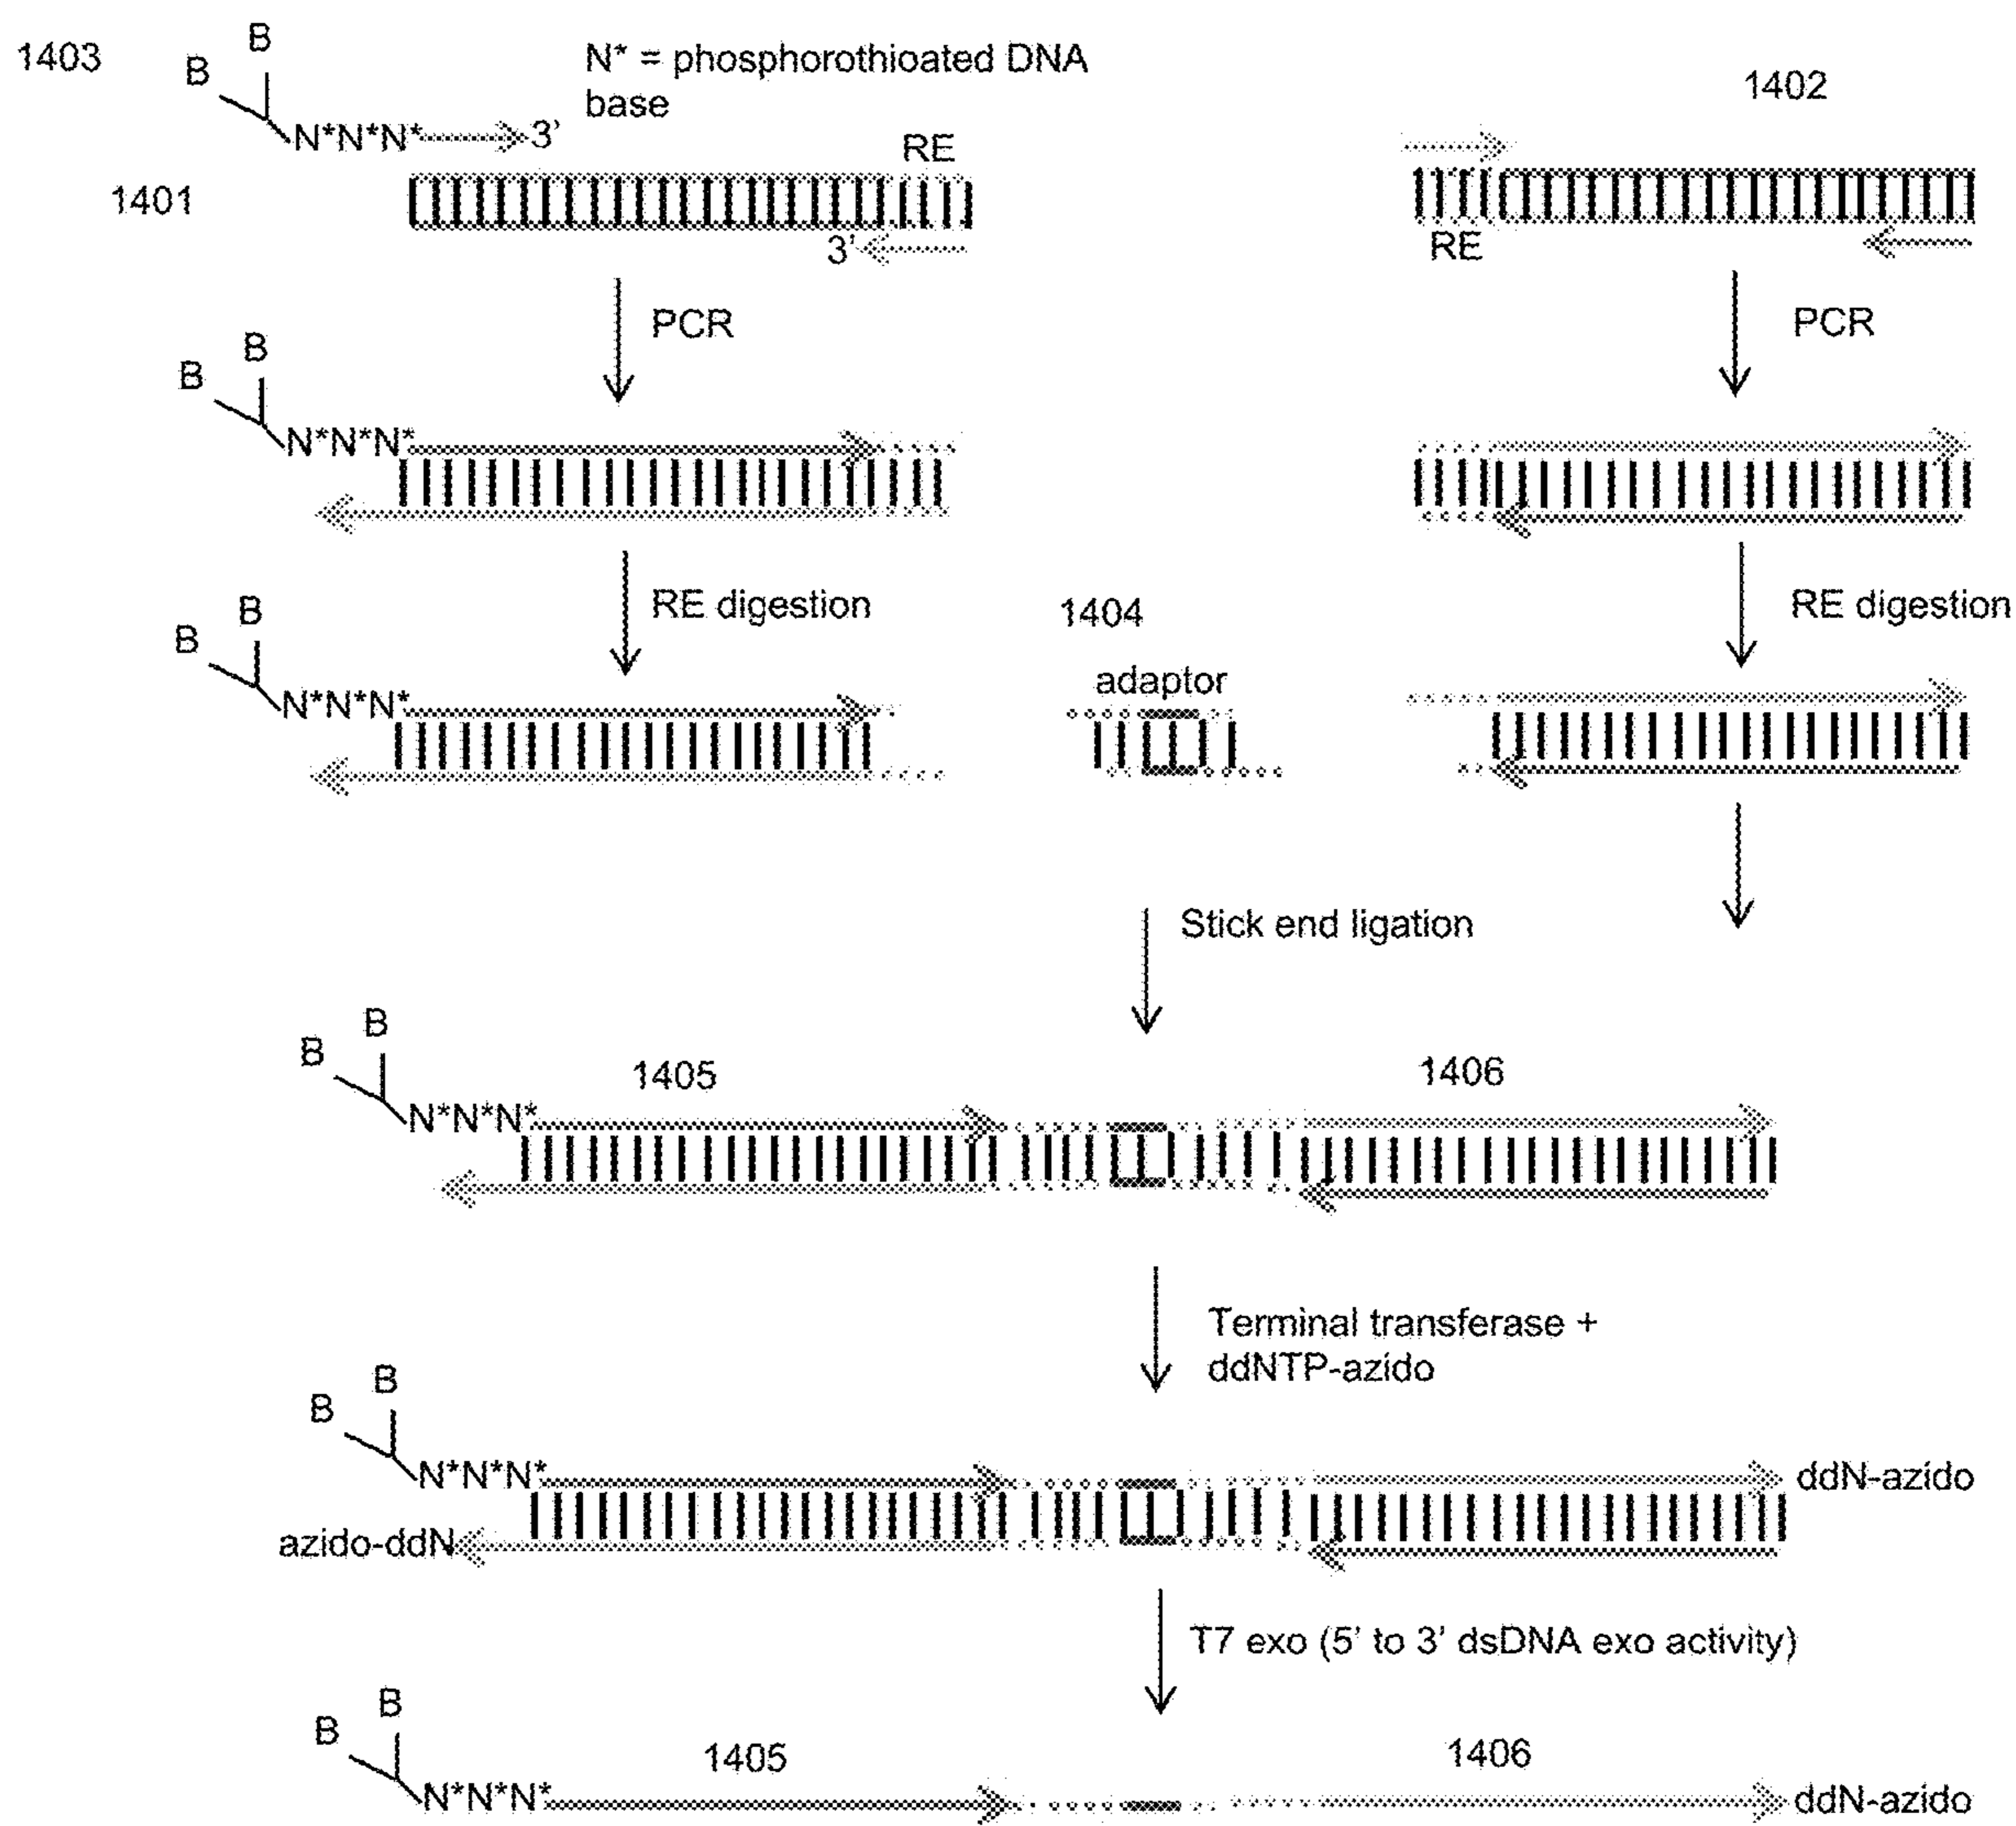 1403
B
B
N* = phosphorothioated DNA
base
1402
N*N*N*
3'
RE
1401
3'
RE
PCR
PCR
B
B
N*N*N*
RE digestion
1404
RE digestion
B
B
adaptor
N*N*N*
Stick end ligation
B
B
1405
1406
N*N*N*
Terminal transferase +
ddNTP-azido
B
B
N*N*N*
ddN-azido
azido-ddN
T7 exo (5' to 3' dsDNA exo activity)
B
B
1405
1406
N*N*N*
ddN-azido